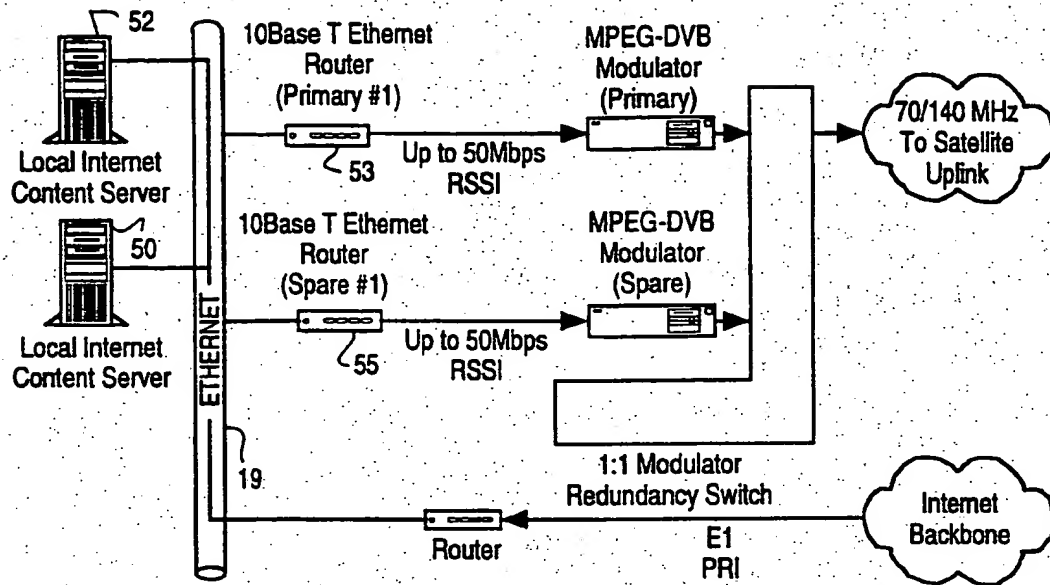 52
Local Internet
Content Server
50
Local Internet
Content Server
ETHERNET
19
10Base T Ethernet
Router
(Primary #1)
53
Up to 50Mbps
RSSI
MPEG-DVB
Modulator
(Primary)
70/140 MHz
To Satellite
Uplink
10Base T Ethernet
Router
(Spare #1)
55
Up to 50Mbps
RSSI
MPEG-DVB
Modulator
(Spare)
1:1 Modulator
Redundancy Switch
Router
E1
PRI
Internet
Backbone